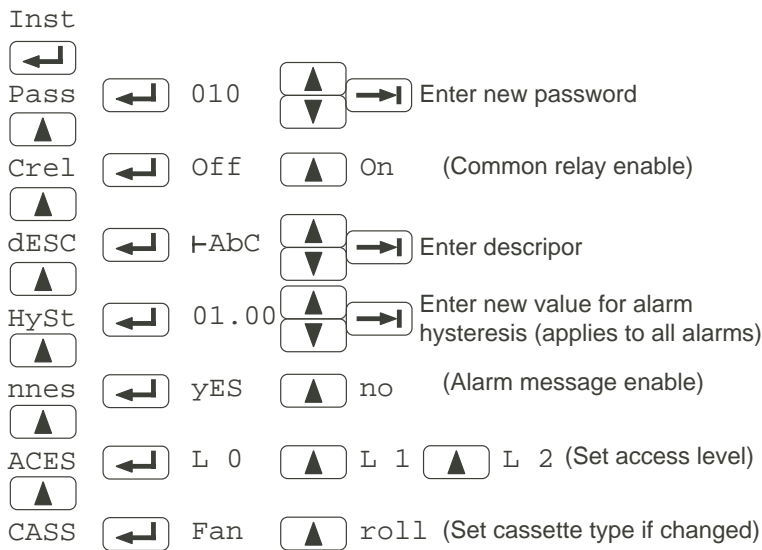 Inst
Pass 010 Enter new password
Crel Off On (Common relay enable)
dESC ⊢AbC Enter descripor
HySt 01.00 Enter new value for alarm
hysteresis (applies to all alarms)
nnes yES no (Alarm message enable)
ACES L 0 L 1 L 2 (Set access level)
CASS Fan roll (Set cassette type if changed)